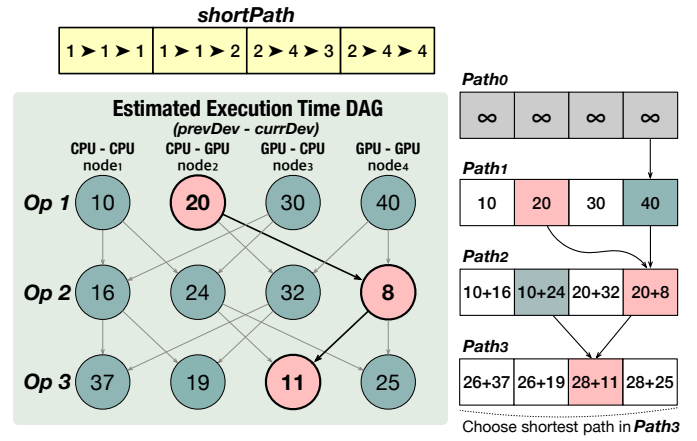 shortPath
1 ➤ 1 ➤ 1 1 ➤ 1 ➤ 2 2 ➤ 4 ➤ 3 2 ➤ 4 ➤ 4
Estimated Execution Time DAG
(prevDev - currDev)
CPU - CPU CPU - GPU GPU - CPU GPU - GPU
node₁ node₂ node₃ node₄
Op 1 10 20 30 40
Op 2 16 24 32 8
Op 3 37 19 11 25
Path0
∞ ∞ ∞ ∞
Path1
10 20 30 40
Path2
10+16 10+24 20+32 20+8
Path3
26+37 26+19 28+11 28+25
Choose shortest path in Path3